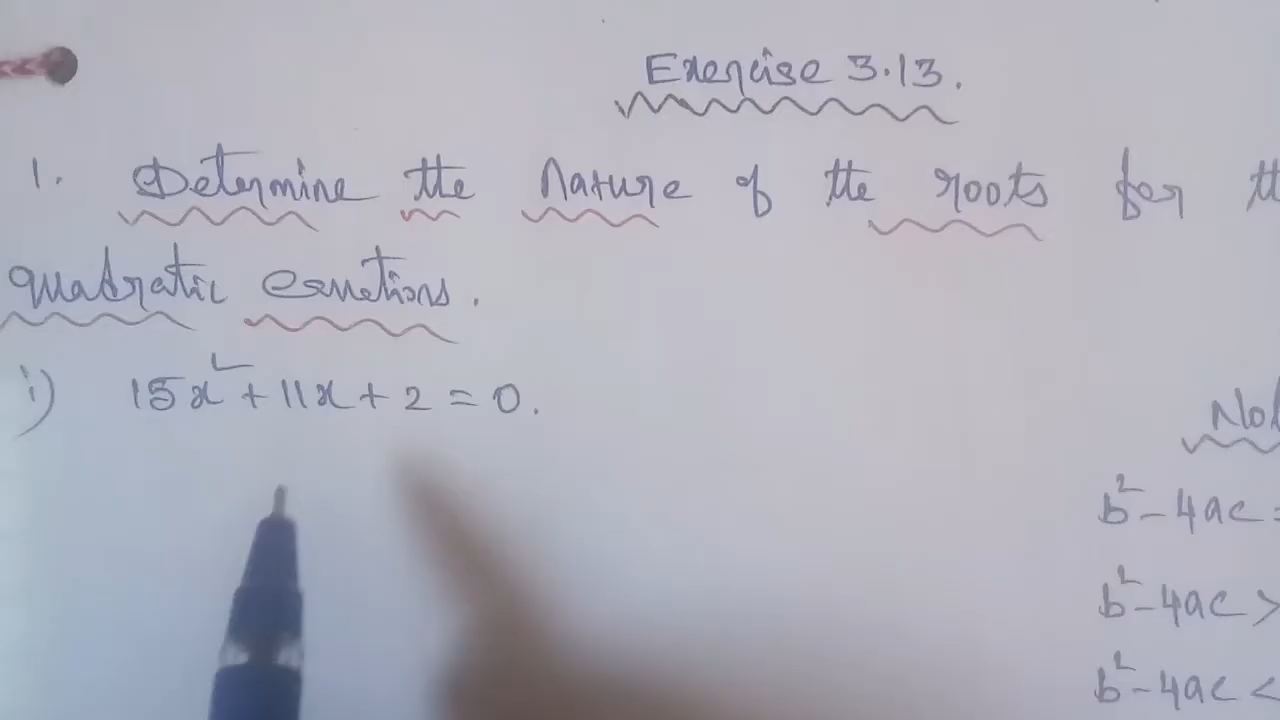 Exercise 3.13.
1. Determine the Nature of the roots for th
quadratic equations.
i) 15x² + 11x + 2 = 0.
Not
b² - 4ac =
b² - 4ac >
b² - 4ac <